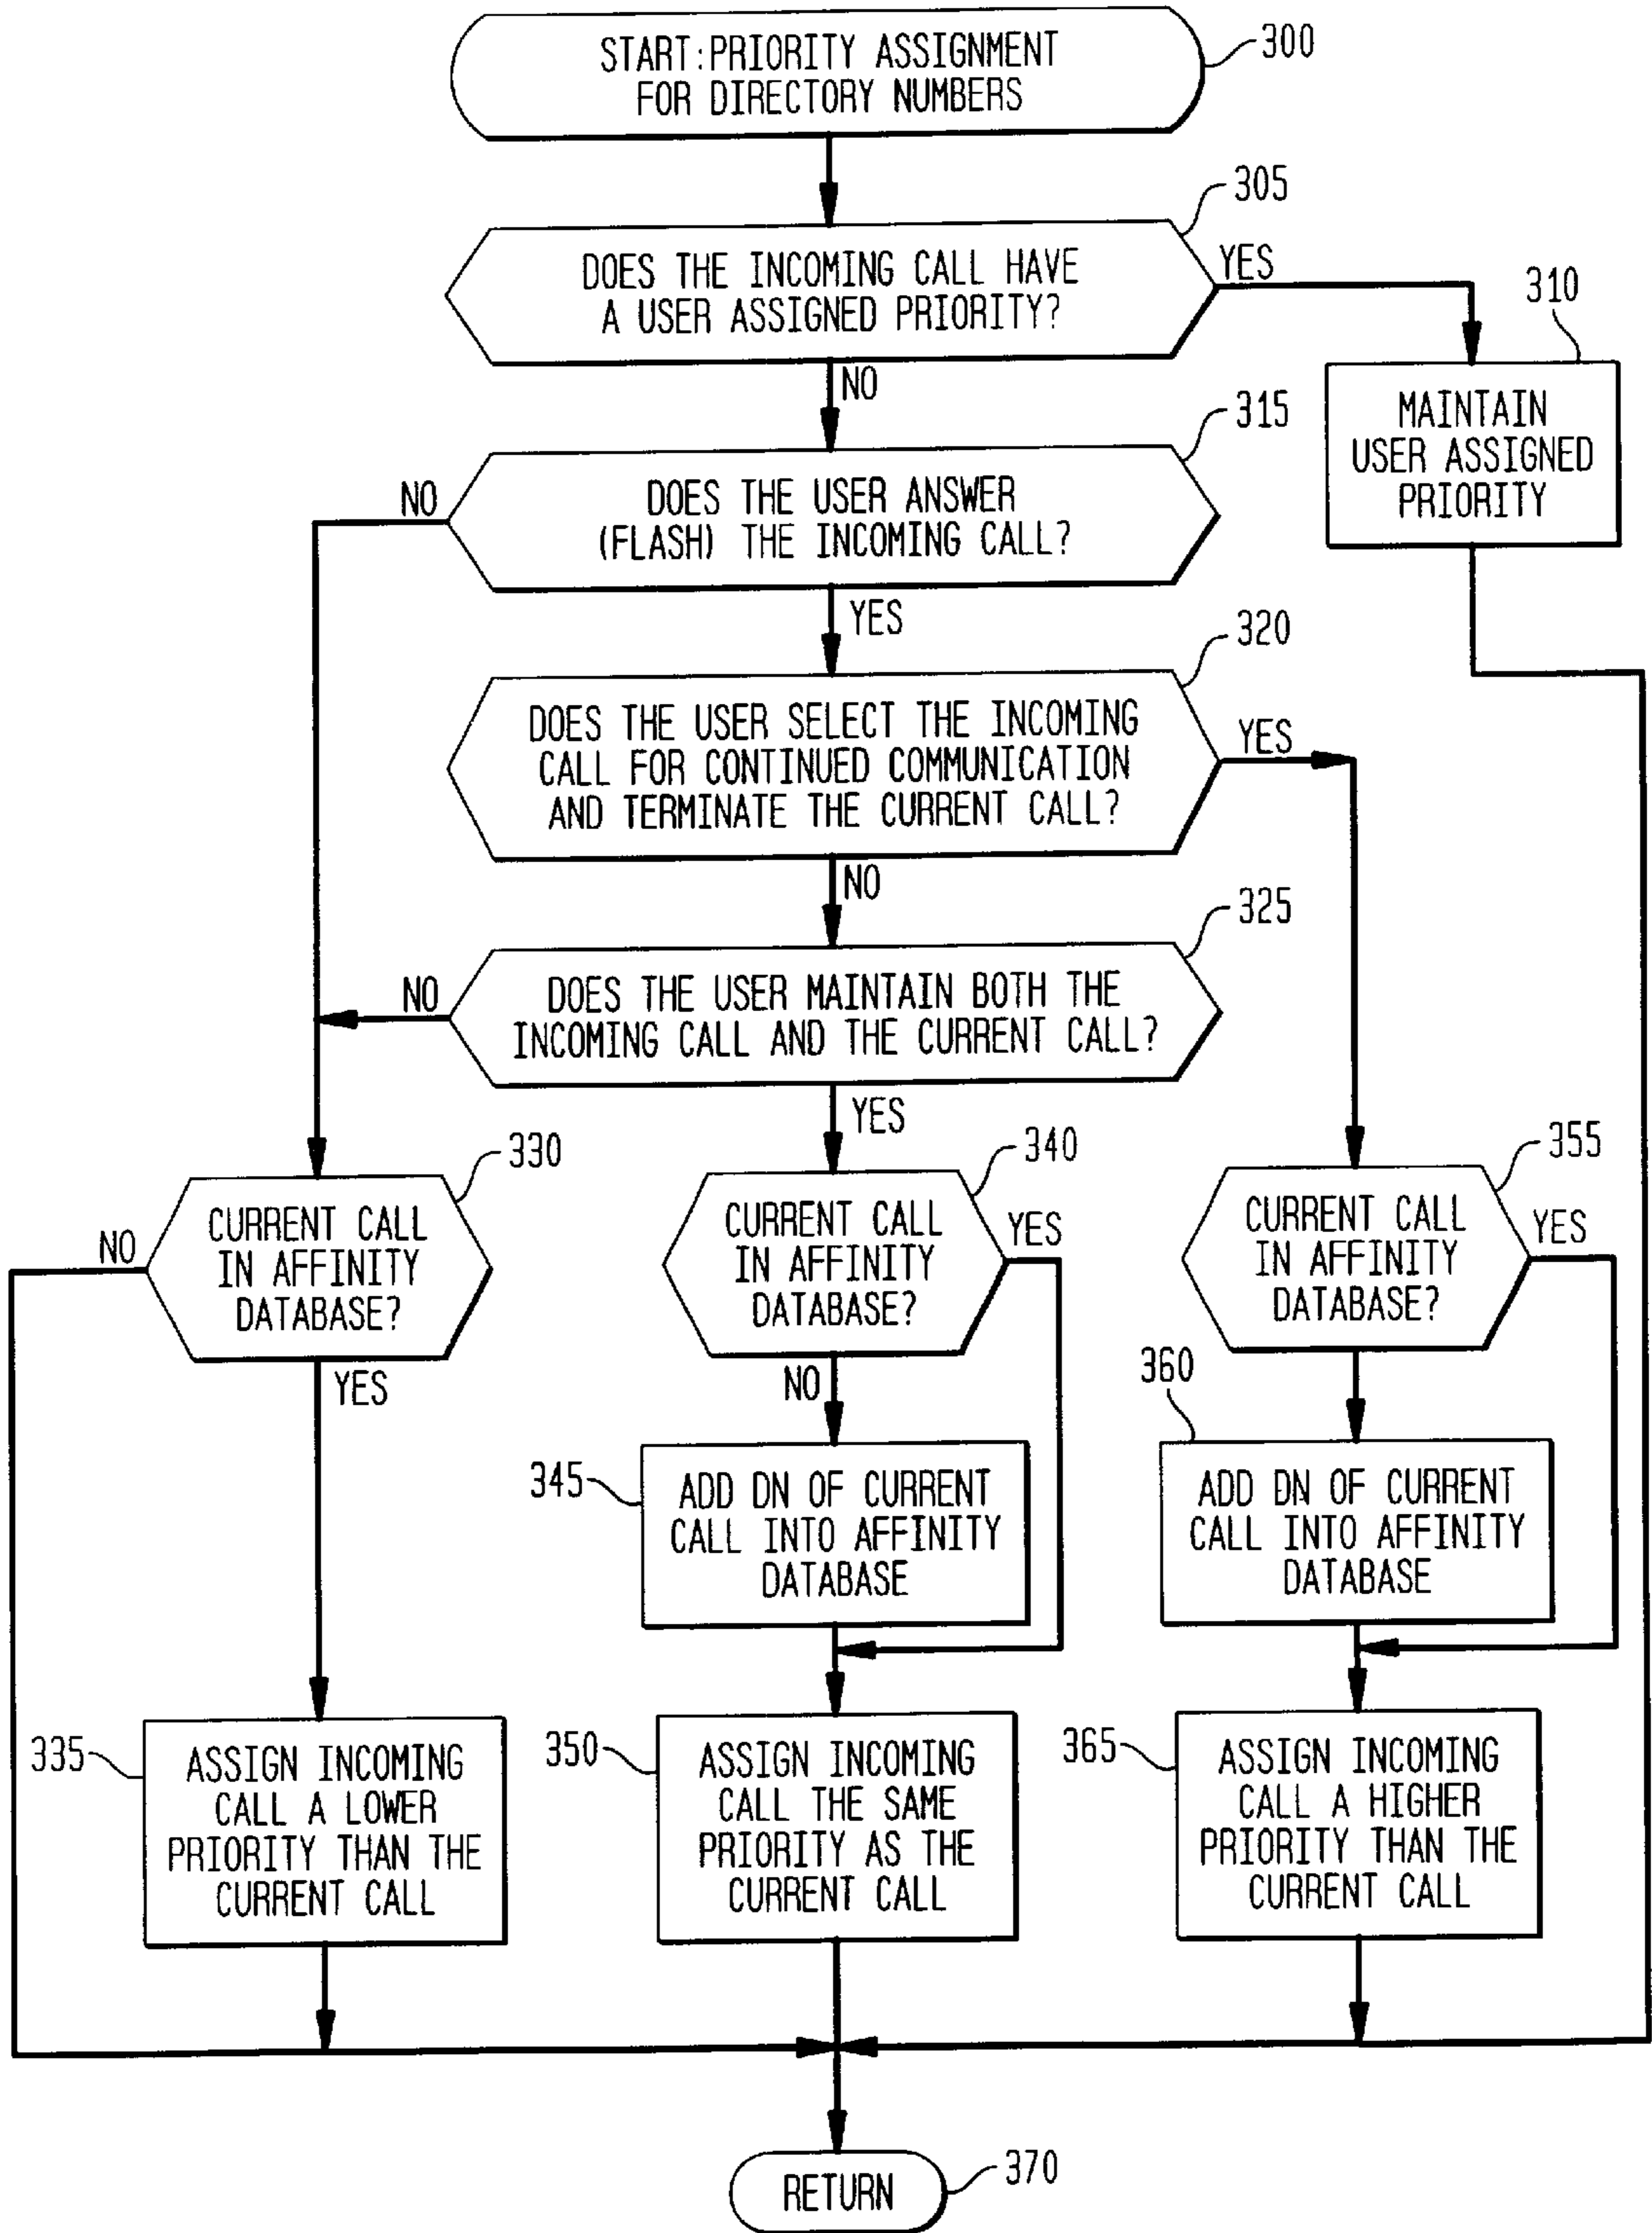 START:PRIORITY ASSIGNMENT
FOR DIRECTORY NUMBERS
300
305
DOES THE INCOMING CALL HAVE
A USER ASSIGNED PRIORITY?
YES
310
NO
MAINTAIN
USER ASSIGNED
PRIORITY
315
NO
DOES THE USER ANSWER
(FLASH) THE INCOMING CALL?
YES
320
DOES THE USER SELECT THE INCOMING
CALL FOR CONTINUED COMMUNICATION
AND TERMINATE THE CURRENT CALL?
YES
NO
325
NO
DOES THE USER MAINTAIN BOTH THE
INCOMING CALL AND THE CURRENT CALL?
YES
330
NO
CURRENT CALL
IN AFFINITY
DATABASE?
YES
340
CURRENT CALL
IN AFFINITY
DATABASE?
YES
NO
355
CURRENT CALL
IN AFFINITY
DATABASE?
YES
345
ADD DN OF CURRENT
CALL INTO AFFINITY
DATABASE
360
ADD DN OF CURRENT
CALL INTO AFFINITY
DATABASE
335
ASSIGN INCOMING
CALL A LOWER
PRIORITY THAN THE
CURRENT CALL
350
ASSIGN INCOMING
CALL THE SAME
PRIORITY AS THE
CURRENT CALL
365
ASSIGN INCOMING
CALL A HIGHER
PRIORITY THAN THE
CURRENT CALL
RETURN
370